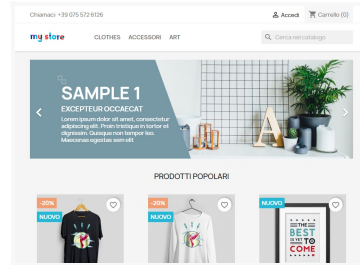 Chiamaci: +39 075 572 6126
Accedi
Carrello (0)
my store
CLOTHES ACCESSORI ART
Cerca nel catalogo
SAMPLE 1
EXCEPTEUR OCCAECAT
Lorem ipsum dolor sit amet, consectetur
adipiscing elit. Proin tristique in tortor et
dignissim. Quisque non tempor leo.
Maecenas egestas sem elit
PRODOTTI POPOLARI
-20%
NUOVO
-20%
NUOVO
NUOVO
THE
BEST
IS YET
TO
COME